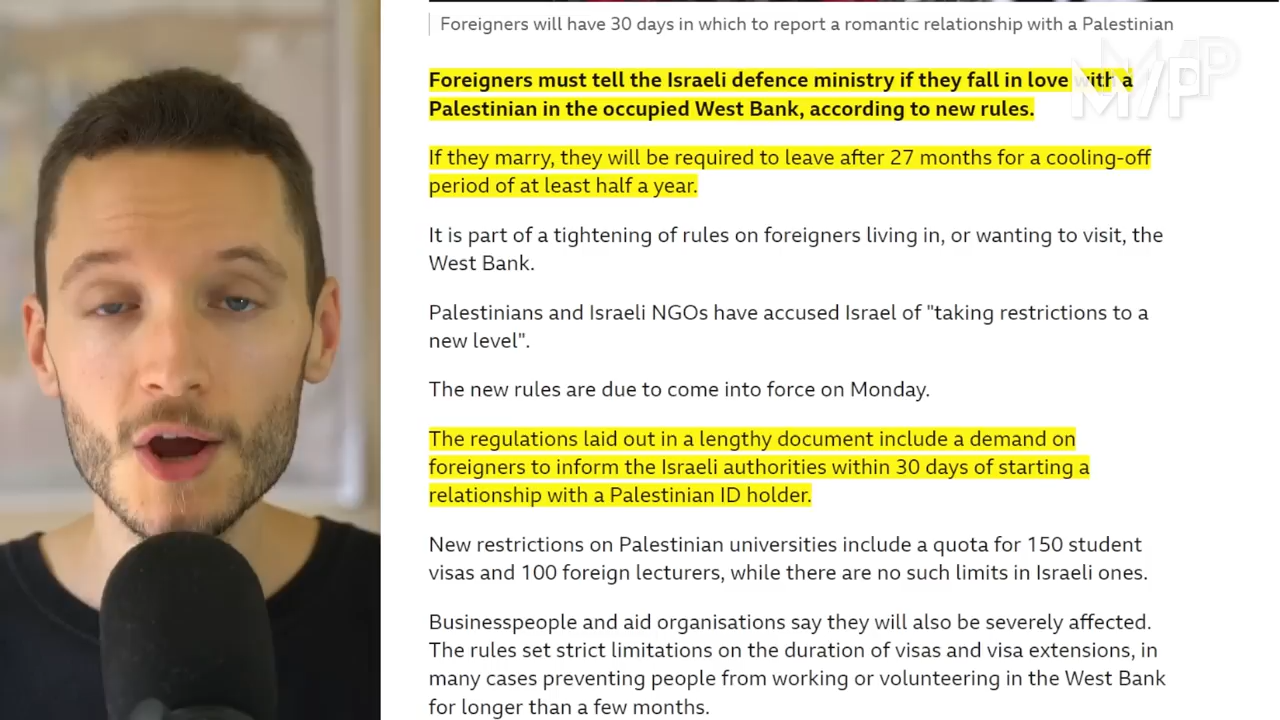 Foreigners will have 30 days in which to report a romantic relationship with a Palestinian
M/P
Foreigners must tell the Israeli defence ministry if they fall in love with a
Palestinian in the occupied West Bank, according to new rules.
If they marry, they will be required to leave after 27 months for a cooling-off
period of at least half a year.
It is part of a tightening of rules on foreigners living in, or wanting to visit, the
West Bank.
Palestinians and Israeli NGOs have accused Israel of "taking restrictions to a
new level".
The new rules are due to come into force on Monday.
The regulations laid out in a lengthy document include a demand on
foreigners to inform the Israeli authorities within 30 days of starting a
relationship with a Palestinian ID holder.
New restrictions on Palestinian universities include a quota for 150 student
visas and 100 foreign lecturers, while there are no such limits in Israeli ones.
Businesspeople and aid organisations say they will also be severely affected.
The rules set strict limitations on the duration of visas and visa extensions, in
many cases preventing people from working or volunteering in the West Bank
for longer than a few months.